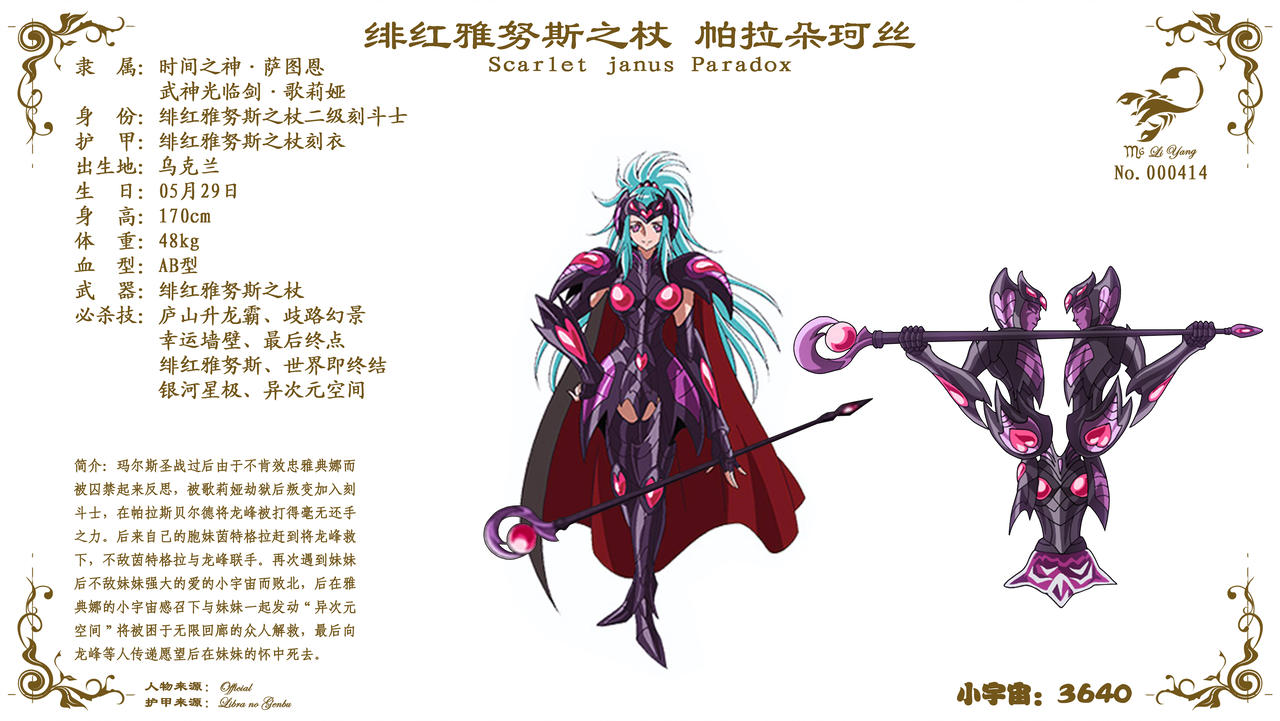 绯红雅努斯之杖 帕拉朵珂丝
Scarlet janus Paradox
隶 属: 时间之神·萨图恩
武神光临剑·歌莉娅
身 份: 绯红雅努斯之杖二级刻斗士
护 甲: 绯红雅努斯之杖刻衣
出生地: 乌克兰
生 日: 05月29日
身 高: 170cm
体 重: 48kg
血 型: AB型
武 器: 绯红雅努斯之杖
必杀技: 庐山升龙霸、歧路幻景
幸运墙壁、最后终点
绯红雅努斯、世界即终结
银河星极、异次元空间
Li Yang
No.000414
简介: 玛尔斯圣战过后由于不肯效忠雅典娜而
被囚禁起来反思，被歌莉娅劫狱后叛变加入刻
斗士，在帕拉斯贝尔德将龙峰被打得毫无还手
之力。后来自己的胞妹茵特格拉赶到将龙峰救
下，不敌茵特格拉与龙峰联手。再次遇到妹妹
后不敌妹妹强大的爱的小宇宙而败北，后在雅
典娜的小宇宙感召下与妹妹一起发动“异次元
空间”将被困于无限回廊的众人解救，最后向
龙峰等人传递愿望后在妹妹的怀中死去。
人物来源: Official
护甲来源: Libra no Genbu
小宇宙: 3640